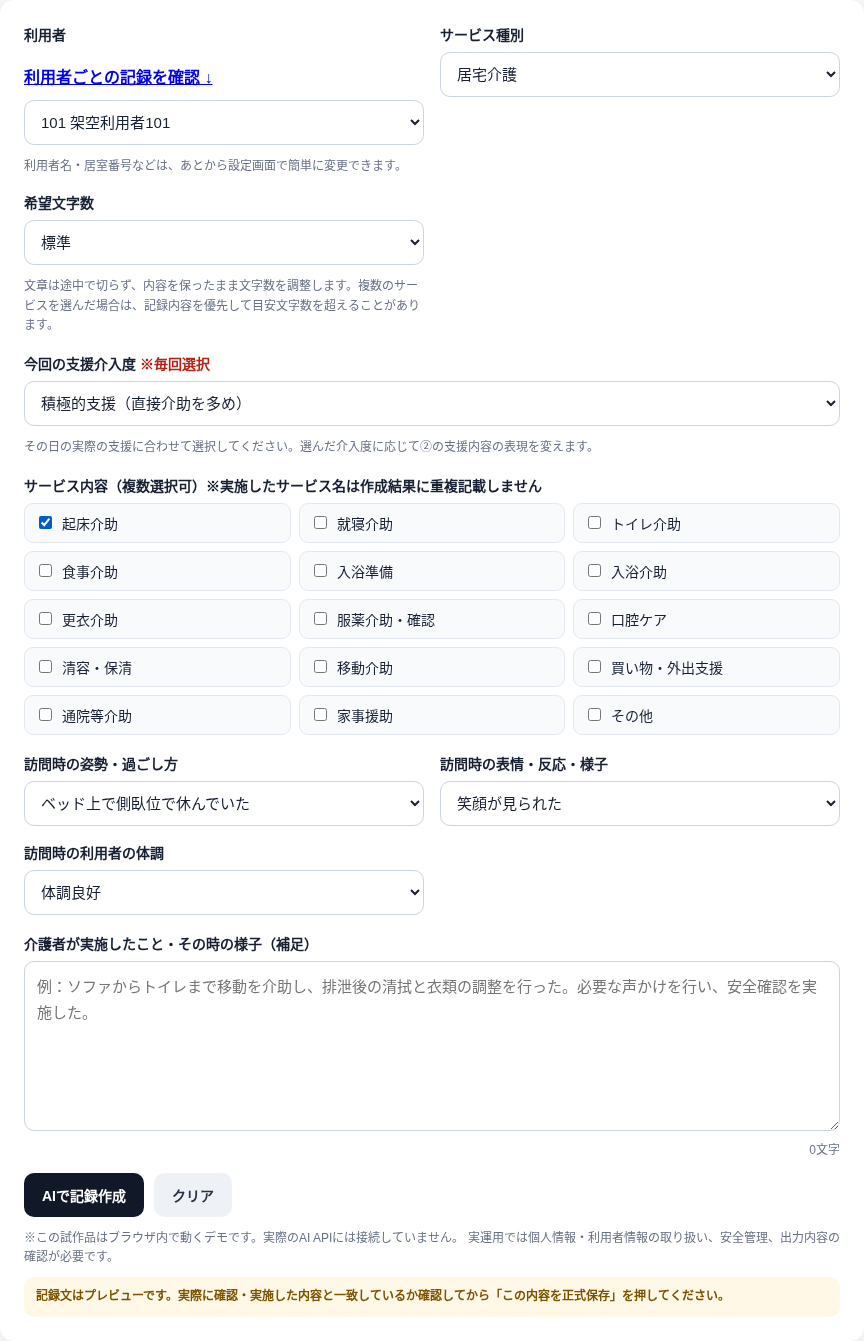 利用者
利用者ごとの記録を確認 ↓
101 架空利用者101
利用者名・居室番号などは、あとから設定画面で簡単に変更できます。
サービス種別
居宅介護
希望文字数
標準
文章は途中で切らず、内容を保ったまま文字数を調整します。複数のサー
ビスを選んだ場合は、記録内容を優先して目安文字数を超えることがあり
ます。
今回の支援介入度 ※毎回選択
積極的支援（直接介助を多め）
その日の実際の支援に合わせて選択してください。選んだ介入度に応じて②の支援内容の表現を変えます。
サービス内容（複数選択可）※実施したサービス名は作成結果に重複記載しません
起床介助
就寝介助
トイレ介助
食事介助
入浴準備
入浴介助
更衣介助
服薬介助・確認
口腔ケア
清容・保清
移動介助
買い物・外出支援
通院等介助
家事援助
その他
訪問時の姿勢・過ごし方
ベッド上で側臥位で休んでいた
訪問時の表情・反応・様子
笑顔が見られた
訪問時の利用者の体調
体調良好
介護者が実施したこと・その時の様子（補足）
例：ソファからトイレまで移動を介助し、排泄後の清拭と衣類の調整を行った。必要な声かけを行い、安全確認を実
施した。
0文字
AIで記録作成
クリア
※この試作品はブラウザ内で動くデモです。実際のAI APIには接続していません。 実運用では個人情報・利用者情報の取り扱い、安全管理、出力内容の
確認が必要です。
記録文はプレビューです。実際に確認・実施した内容と一致しているか確認してから「この内容を正式保存」を押してください。